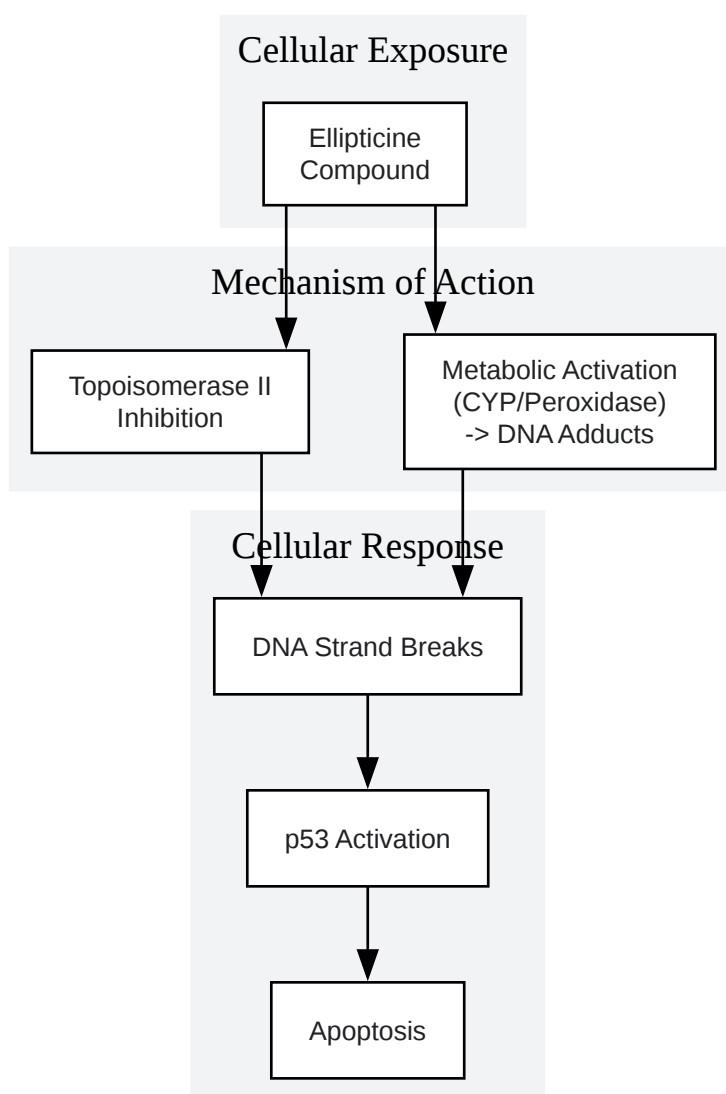 Cellular Exposure
Ellipticine
Compound
Mechanism of Action
Topoisomerase II
Inhibition
Metabolic Activation
(CYP/Peroxidase)
-> DNA Adducts
Cellular Response
DNA Strand Breaks
p53 Activation
Apoptosis